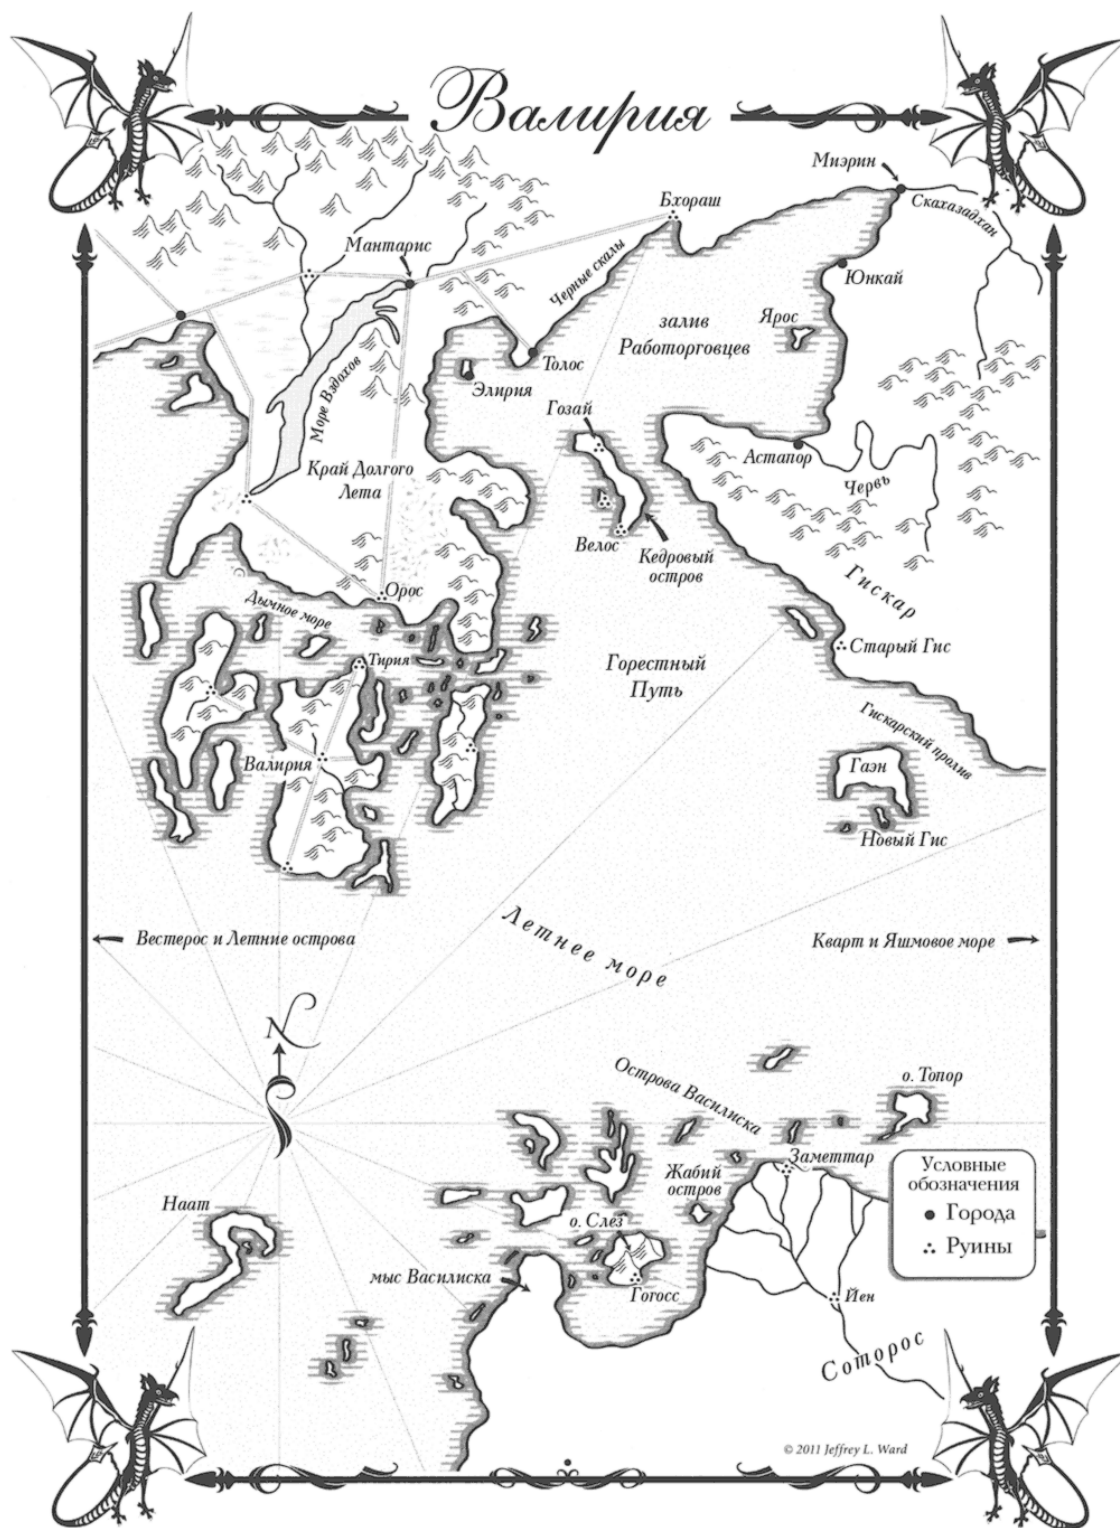 Валирия
Миэрин
Скахазадхан
Бхораш
Мантарис
Черные скалы
Юнкай
залив
Работорговцев
Ярос
Толос
Элирия
Море Вздохов
Гозай
Край Долгого
Лета
Астапор
Червь
Велос
Кедровый
остров
Гискар
Орос
Дымное море
Тирия
Старый Гис
Горестный
Путь
Гискарский пролив
Валирия
Гаэн
Новый Гис
Летнее море
Вестерос и Летние острова
Кварт и Яшмовое море
N
Острова Василиска
о. Топор
Заметтар
Жабий
остров
Условные
обозначения
Города
Руины
Наат
о. Слез
мыс Василиска
Гогосс
Йен
Соторос
© 2011 Jeffrey L. Ward